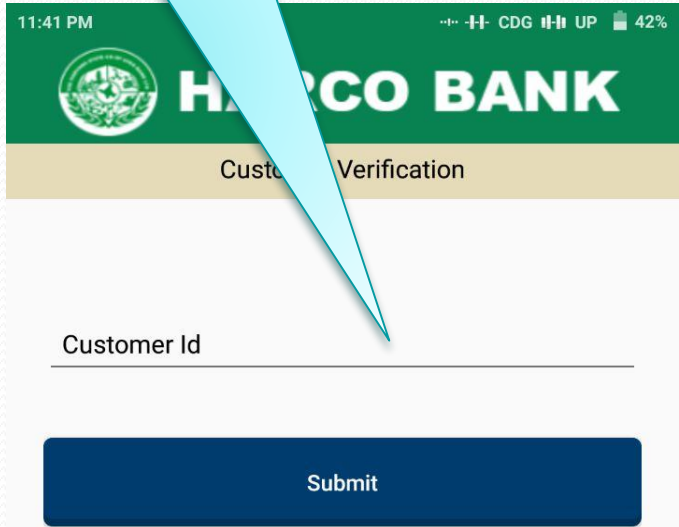 11:41 PM CDG UP 42%
BANK
Verification
Customer Id
Submit